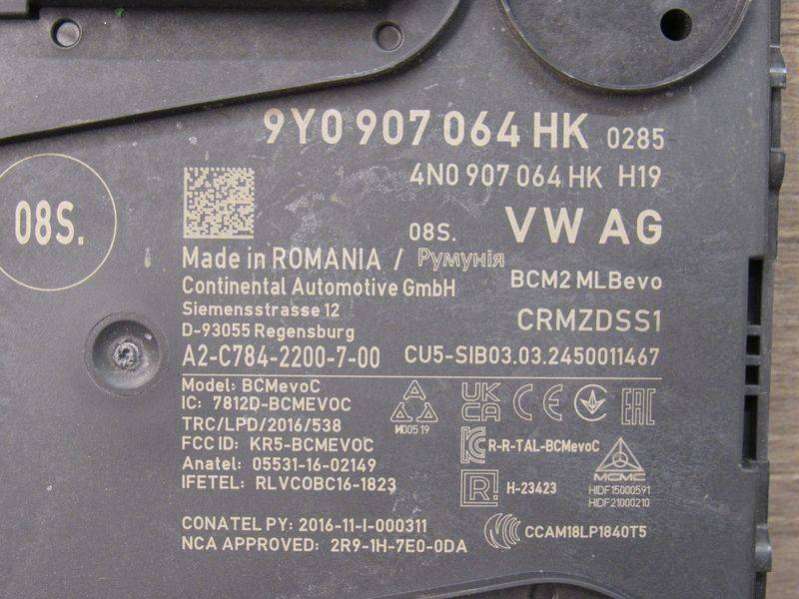 9Y0 907 064 HK 0285
4N0 907 064 HK H19
08S.
08S. VW AG
Made in ROMANIA / Румунія
Continental Automotive GmbH
BCM2 MLBevo
Siemensstrasse 12
CRMZDSS1
D-93055 Regensburg
A2-C784-2200-7-00
CU5-SIB03.03.2450011467
Model: BCMevoC
IC: 7812D-BCMEVOC
TRC/LPD/2016/538
FCC ID: KR5-BCMEVOC
Anatel: 05531-16-02149
IFETEL: RLVCOBC16-1823
UK
CA
CE
EAC
R-R-TAL-BCMevoC
R
H-23423
MCMC
HIDF15000591
HIDF21000210
CONATEL PY: 2016-11-I-000311
NCA APPROVED: 2R9-1H-7E0-0DA
CCAM18LP1840T5